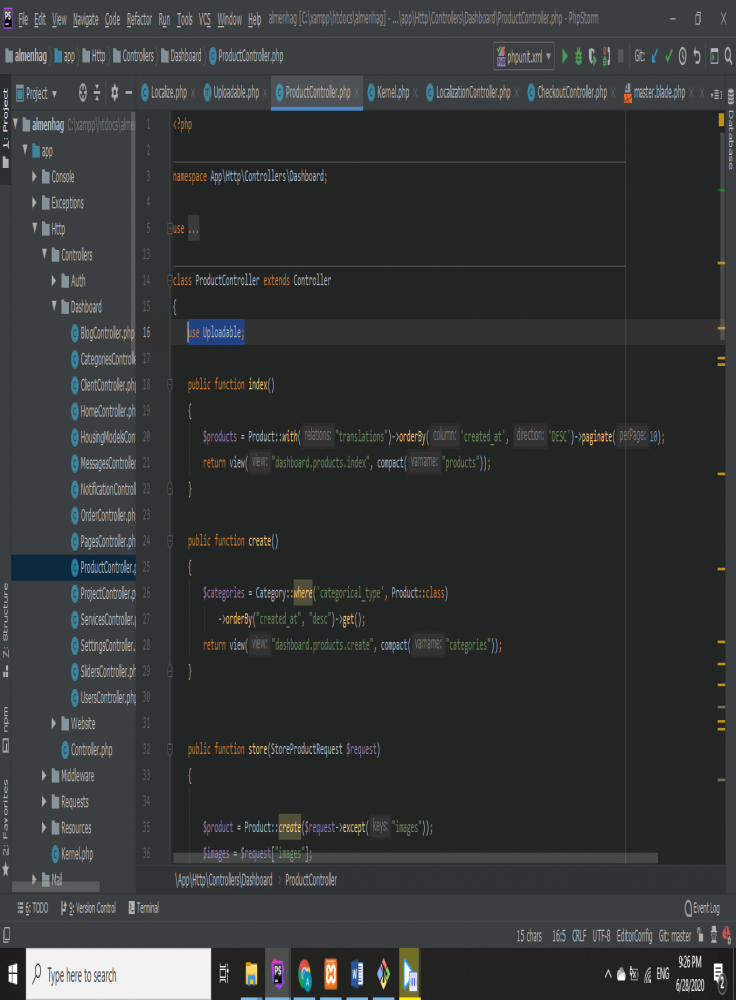 File Edit View Navigate Code Refactor Run Tools VCS Window Help almenhag [C:\xampp\htdocs\almenhag] - ...\app\Http\Controllers\Dashboard\ProductController.php - PhpStorm
almenhag app Http Controllers Dashboard ProductController.php phpunit.xml Git:
Project Localize.php Uploadable.php ProductController.php Kernel.php LocalizationController.php CheckoutController.php master.blade.php
1: Project
Database
almenhag C:\xampp\htdocs\almen
app
Console
Exceptions
Http
Controllers
Auth
Dashboard
BlogController.php
CategoriesControll
ClientController.php
HomeController.ph
HousingModelsCon
MessagesController
NotificationControll
OrderController.ph
PagesController.ph
ProductController.p
ProjectController.p
ServicesController.
SettingsController.
SlidersController.ph
UsersController.php
Website
Controller.php
Middleware
Requests
Resources
Kernel.php
Mail
Z: Structure
npm
2: Favorites
1 <?php
2
3 namespace App\Http\Controllers\Dashboard;
4
5 use ...
13
14 class ProductController extends Controller
15 {
16 use Uploadable;
17
18 public function index()
19 {
20 $products = Product::with( relations: "translations")->orderBy( column: 'created_at', direction: 'DESC')->paginate( perPage: 10);
21 return view( view: "dashboard.products.index", compact( varname: "products"));
22 }
23
24 public function create()
25 {
26 $categories = Category::where('categorical_type', Product::class)
27 ->orderBy("created_at", "desc")->get();
28 return view( view: "dashboard.products.create", compact( varname: "categories"));
29 }
30
31
32 public function store(StoreProductRequest $request)
33 {
34
35 $product = Product::create($request->except( keys: "images"));
36 $images = $request["images"];
\App\Http\Controllers\Dashboard › ProductController
6: TODO 9: Version Control Terminal Event Log
15 chars 16:5 CRLF UTF-8 EditorConfig Git: master
Type here to search
ENG
9:26 PM
6/28/2020
2